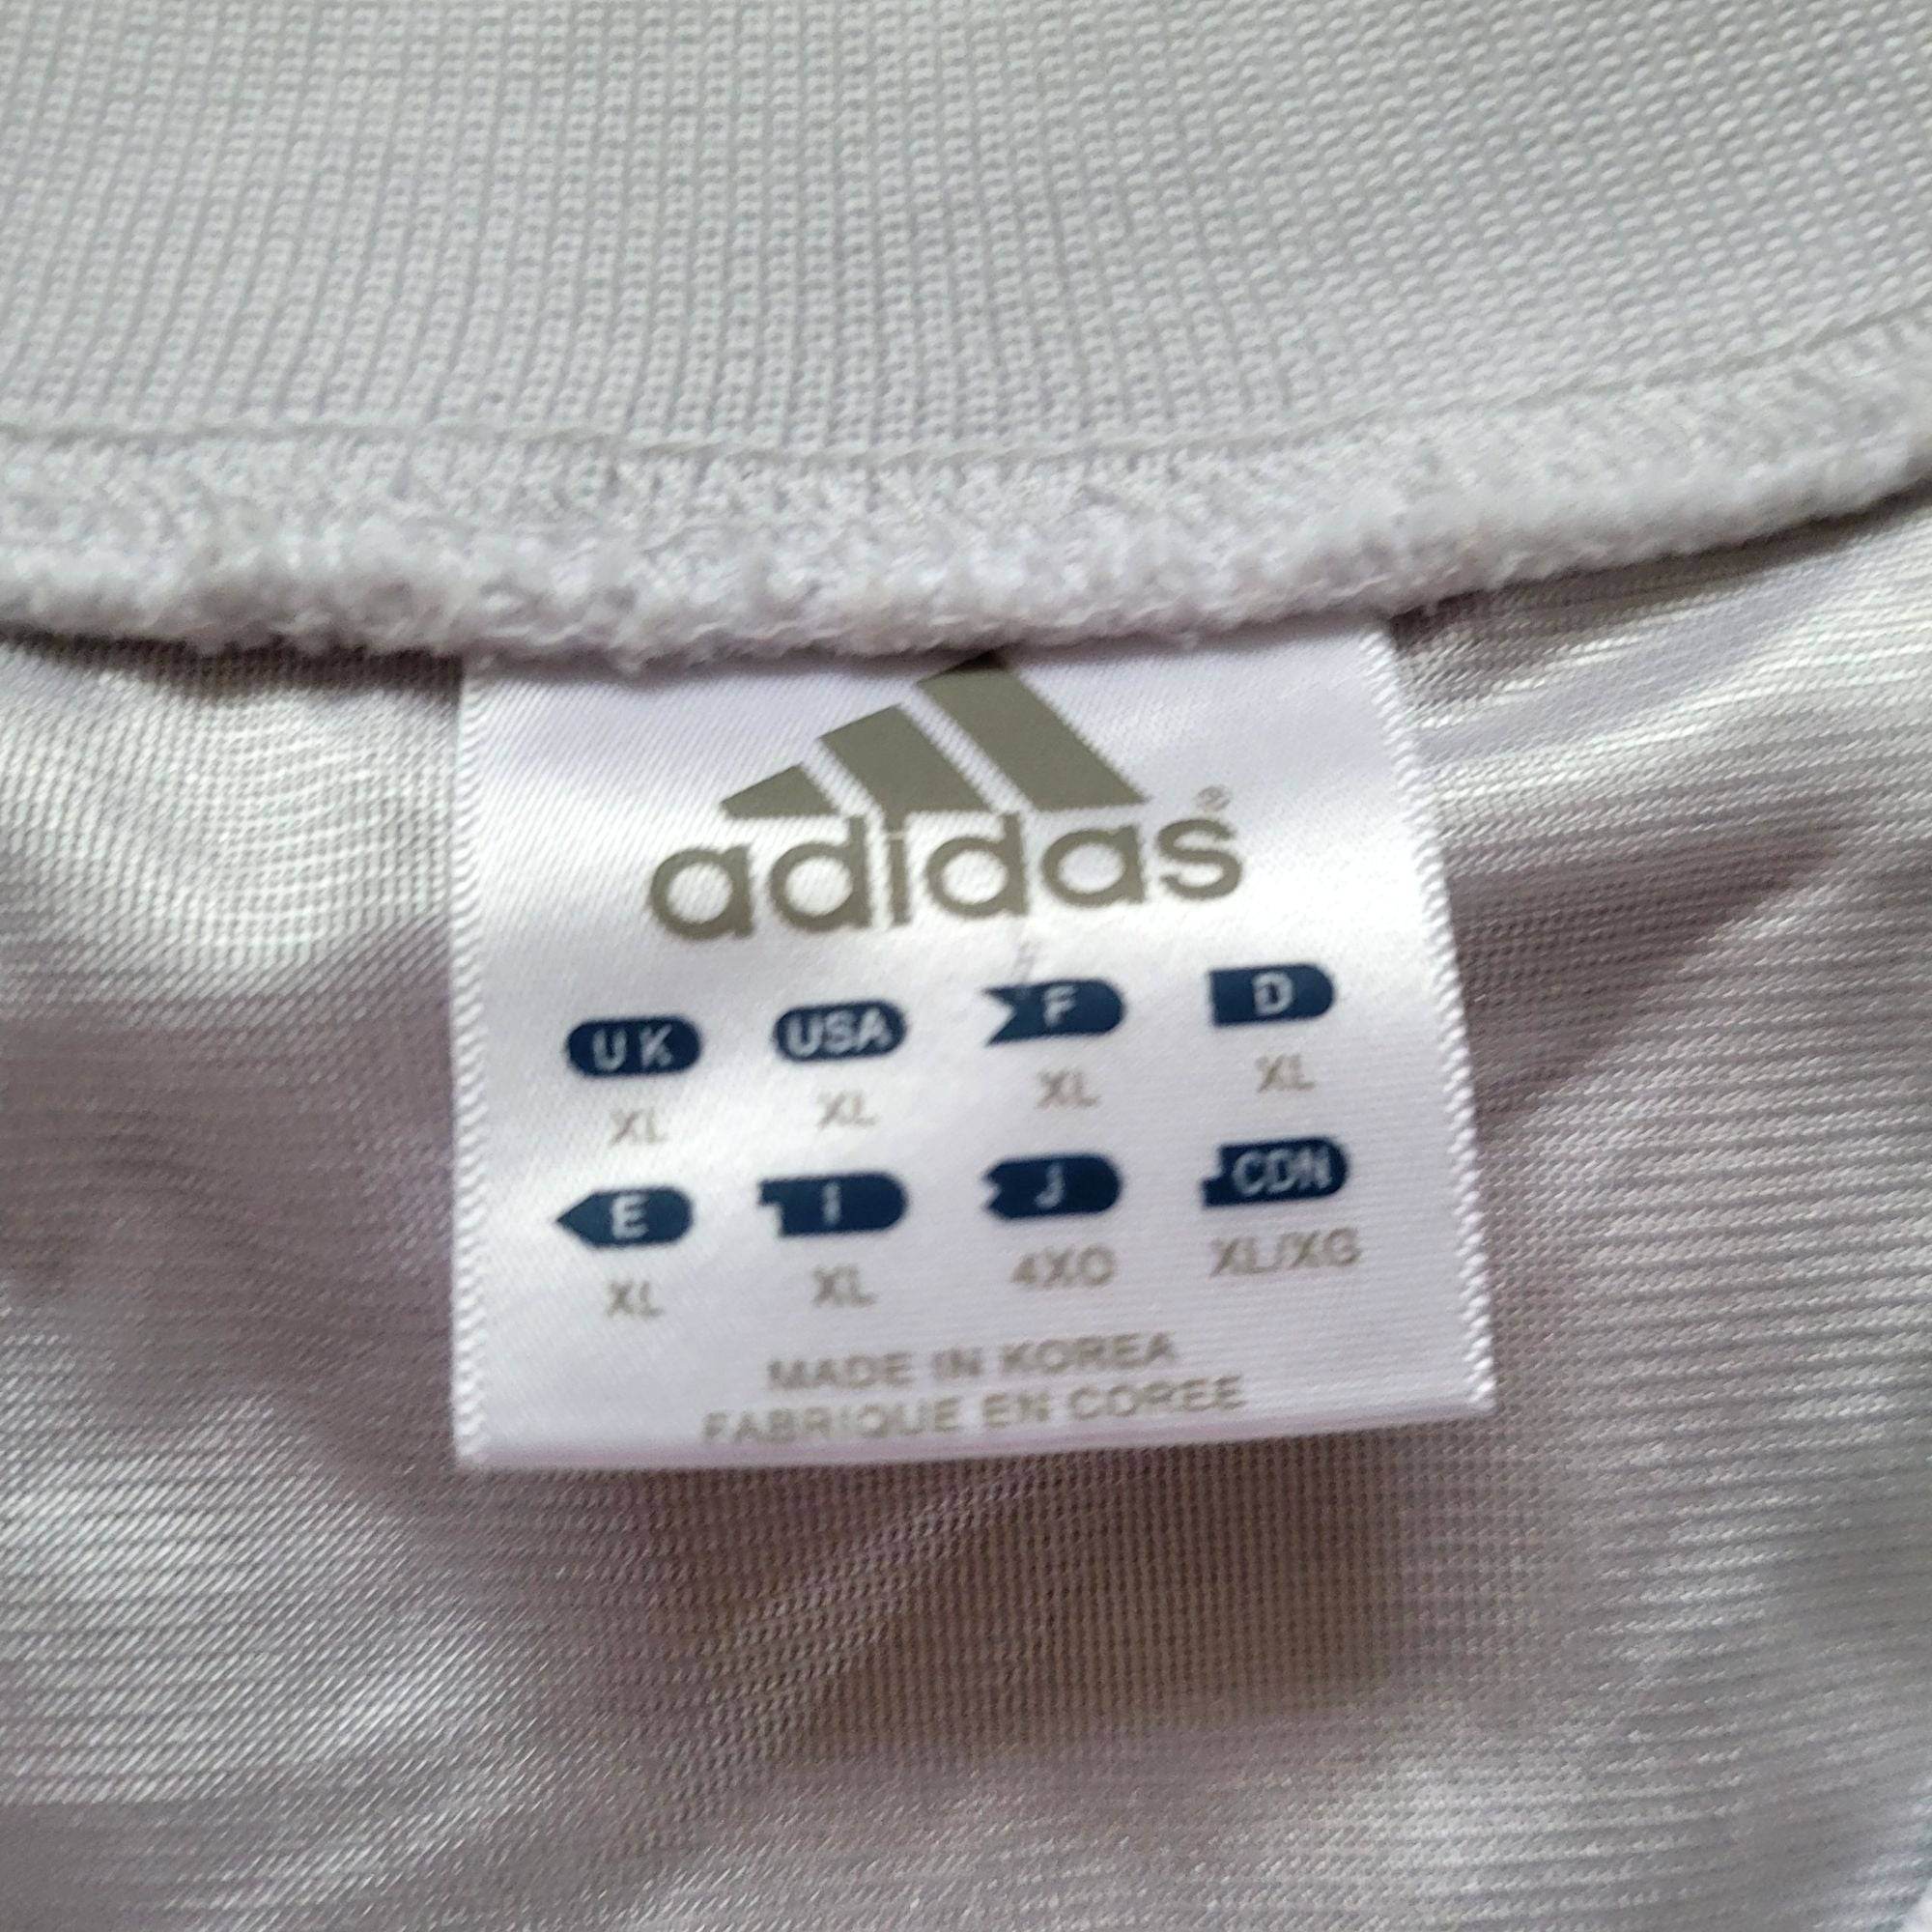 adidas®
UK USA F D
XL XL XL XL
E I J CDN
XL XL 4XO XL/XG
MADE IN KOREA
FABRIQUE EN COREE